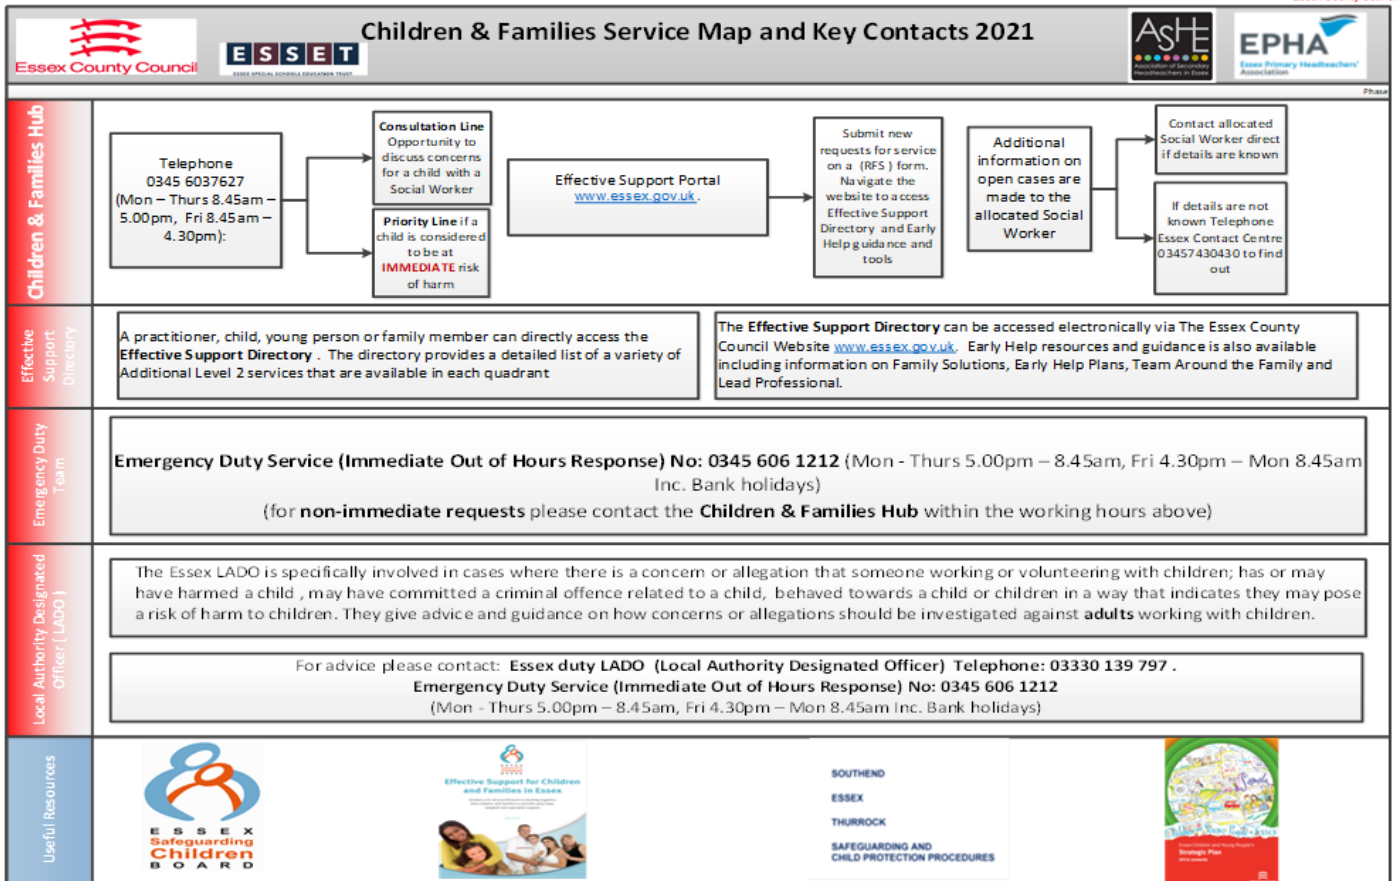 Children & Families Service Map and Key Contacts 2021
Essex County Council
ESSET
ESSEX SPECIAL SCHOOLS EDUCATION TRUST
ASHE
Association of Secondary
Headteachers in Essex
EPHA
Essex Primary Headteachers'
Association
Phase
Children & Families Hub
Telephone
0345 6037627
(Mon – Thurs 8.45am –
5.00pm, Fri 8.45am –
4.30pm):
Consultation Line
Opportunity to
discuss concerns
for a child with a
Social Worker
Priority Line if a
child is considered
to be at
IMMEDIATE risk
of harm
Effective Support Portal
www.essex.gov.uk .
Submit new
requests for service
on a (RFS ) form.
Navigate the
website to access
Effective Support
Directory and Early
Help guidance and
tools
Additional
information on
open cases are
made to the
allocated Social
Worker
Contact allocated
Social Worker direct
if details are known
If details are not
known Telephone
Essex Contact Centre
03457430430 to find
out
Effective
Support
Directory
A practitioner, child, young person or family member can directly access the
Effective Support Directory . The directory provides a detailed list of a variety of
Additional Level 2 services that are available in each quadrant
The Effective Support Directory can be accessed electronically via The Essex County
Council Website www.essex.gov.uk. Early Help resources and guidance is also available
including information on Family Solutions, Early Help Plans, Team Around the Family and
Lead Professional.
Emergency Duty
Team
Emergency Duty Service (Immediate Out of Hours Response) No: 0345 606 1212 (Mon - Thurs 5.00pm – 8.45am, Fri 4.30pm – Mon 8.45am
Inc. Bank holidays)
(for non-immediate requests please contact the Children & Families Hub within the working hours above)
Local Authority Designated
Officer ( LADO )
The Essex LADO is specifically involved in cases where there is a concern or allegation that someone working or volunteering with children; has or may
have harmed a child , may have committed a criminal offence related to a child, behaved towards a child or children in a way that indicates they may pose
a risk of harm to children. They give advice and guidance on how concerns or allegations should be investigated against adults working with children.
For advice please contact: Essex duty LADO (Local Authority Designated Officer) Telephone: 03330 139 797 .
Emergency Duty Service (Immediate Out of Hours Response) No: 0345 606 1212
(Mon - Thurs 5.00pm – 8.45am, Fri 4.30pm – Mon 8.45am Inc. Bank holidays)
Useful Resources
ESSEX
Safeguarding
Children
BOARD
Effective Support for Children
and Families in Essex
SOUTHEND
ESSEX
THURROCK
SAFEGUARDING AND
CHILD PROTECTION PROCEDURES
Essex Children and Young People's
Strategic Plan